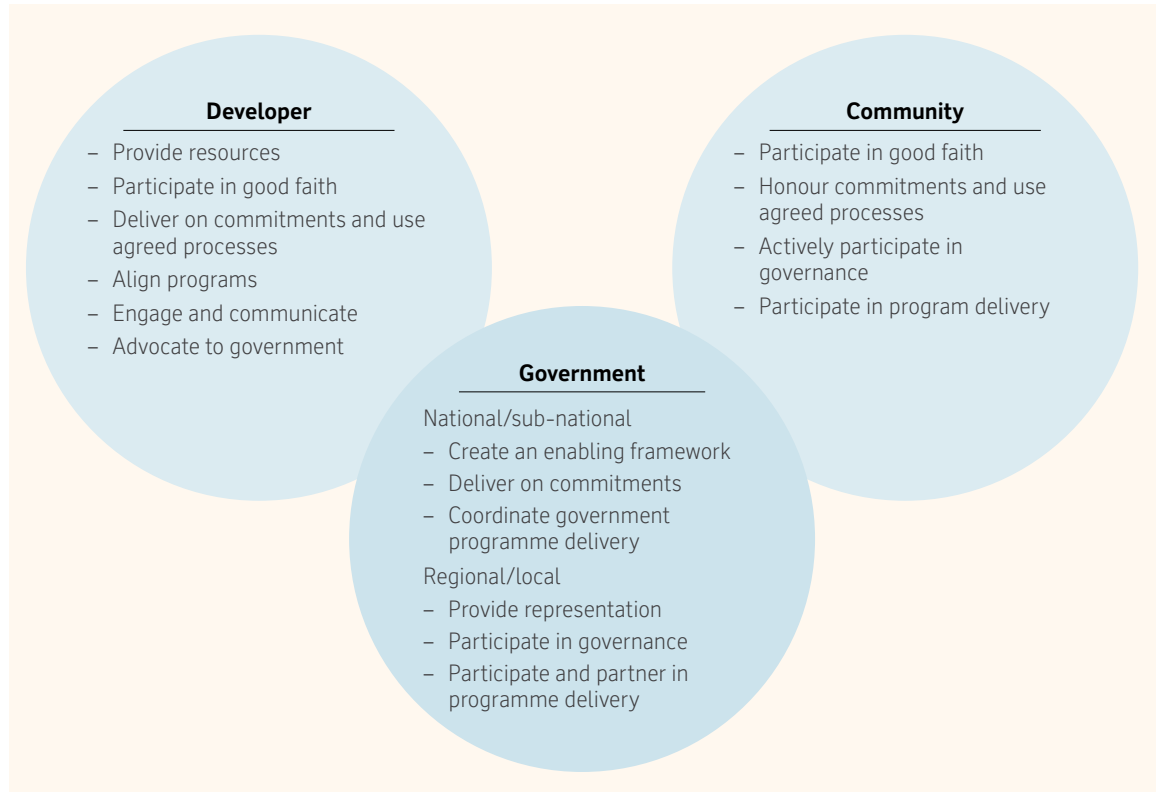 Developer
– Provide resources
– Participate in good faith
– Deliver on commitments and use
agreed processes
– Align programs
– Engage and communicate
– Advocate to government
Community
– Participate in good faith
– Honour commitments and use
agreed processes
– Actively participate in
governance
– Participate in program delivery
Government
National/sub-national
– Create an enabling framework
– Deliver on commitments
– Coordinate government
programme delivery
Regional/local
– Provide representation
– Participate in governance
– Participate and partner in
programme delivery